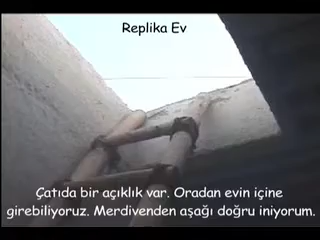 Replika Ev
Çatıda bir açıklık var. Oradan evin içine
girebiliyoruz. Merdivenden aşağı doğru iniyorum.